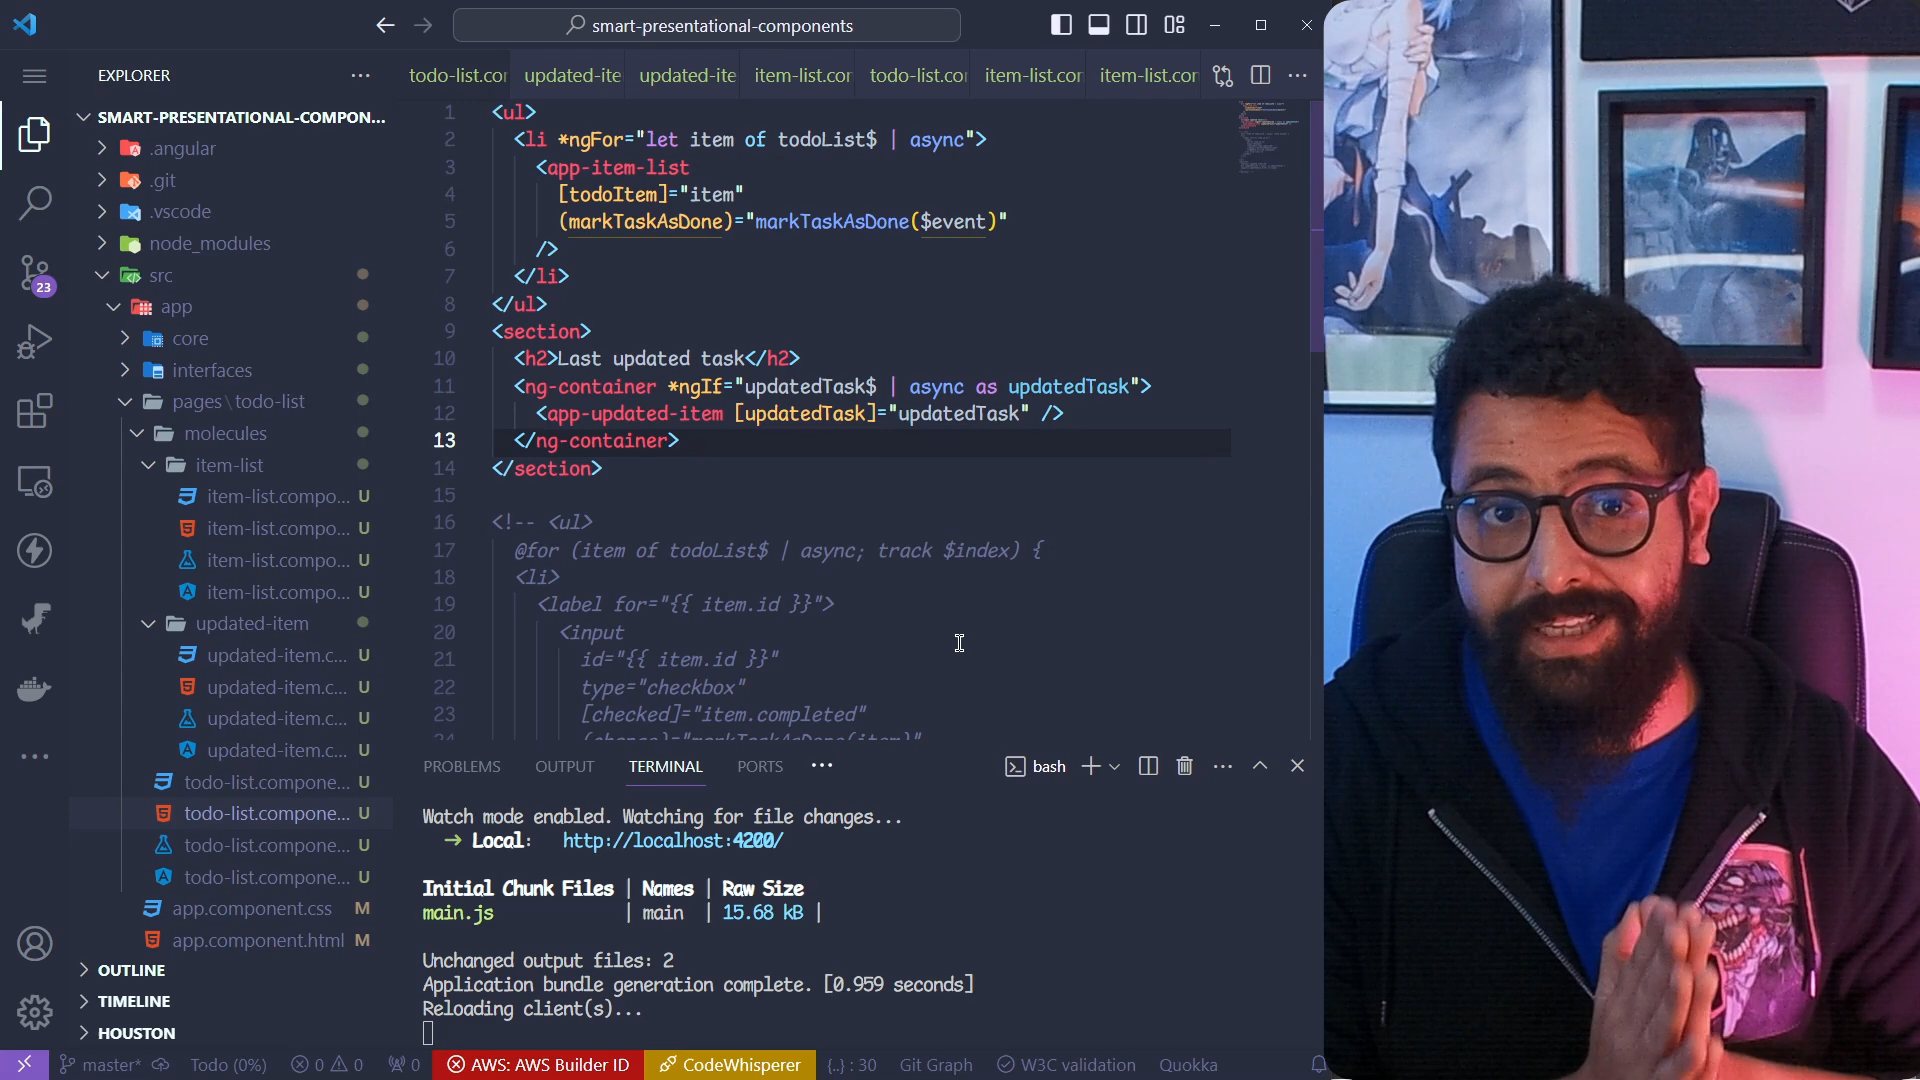 smart-presentational-components
EXPLORER
SMART-PRESENTATIONAL-COMPON...
.angular
.git
.vscode
node_modules
src
app
core
interfaces
pages\todo-list
molecules
item-list
item-list.compo... U
item-list.compo... U
item-list.compo... U
item-list.compo... U
updated-item
updated-item.c... U
updated-item.c... U
updated-item.c... U
updated-item.c... U
todo-list.compone... U
todo-list.compone... U
todo-list.compone... U
todo-list.compone... U
app.component.css M
app.component.html M
OUTLINE
TIMELINE
HOUSTON
23
todo-list.cor updated-ite updated-ite item-list.cor todo-list.cor item-list.cor item-list.cor
1 <ul>
2 <li *ngFor="let item of todoList$ | async">
3 <app-item-list
4 [todoItem]="item"
5 (markTaskAsDone)="markTaskAsDone($event)"
6 />
7 </li>
8 </ul>
9 <section>
10 <h2>Last updated task</h2>
11 <ng-container *ngIf="updatedTask$ | async as updatedTask">
12 <app-updated-item [updatedTask]="updatedTask" />
13 </ng-container>
14 </section>
15
16 <!-- <ul>
17 @for (item of todoList$ | async; track $index) {
18 <li>
19 <label for="{{ item.id }}">
20 <input
21 id="{{ item.id }}"
22 type="checkbox"
23 [checked]="item.completed"
24 (change)="markTaskAsDone(item)"
PROBLEMS OUTPUT TERMINAL PORTS bash
Watch mode enabled. Watching for file changes...
➜ Local: http://localhost:4200/
Initial Chunk Files | Names | Raw Size
main.js | main | 15.68 kB |
Unchanged output files: 2
Application bundle generation complete. [0.959 seconds]
Reloading client(s)...
master* Todo (0%) 0 0 0 AWS: AWS Builder ID CodeWhisperer {..} : 30 Git Graph W3C validation Quokka